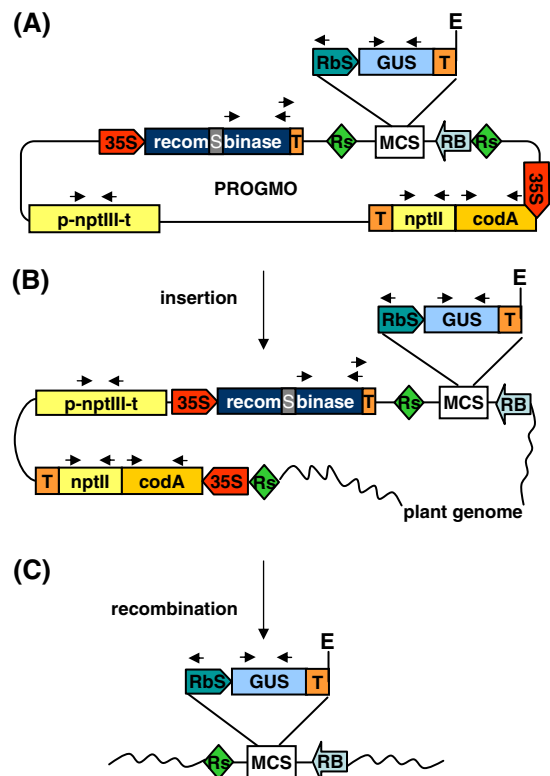 (A)
E
RbS GUS T
35S recom S binase T Rs MCS RB Rs
PROGMO
35S
p-nptIII-t T nptII codA
(B)
insertion
E
RbS GUS T
p-nptIII-t 35S recom S binase T Rs MCS RB
T nptII codA 35S Rs
plant genome
(C)
recombination
E
RbS GUS T
Rs MCS RB